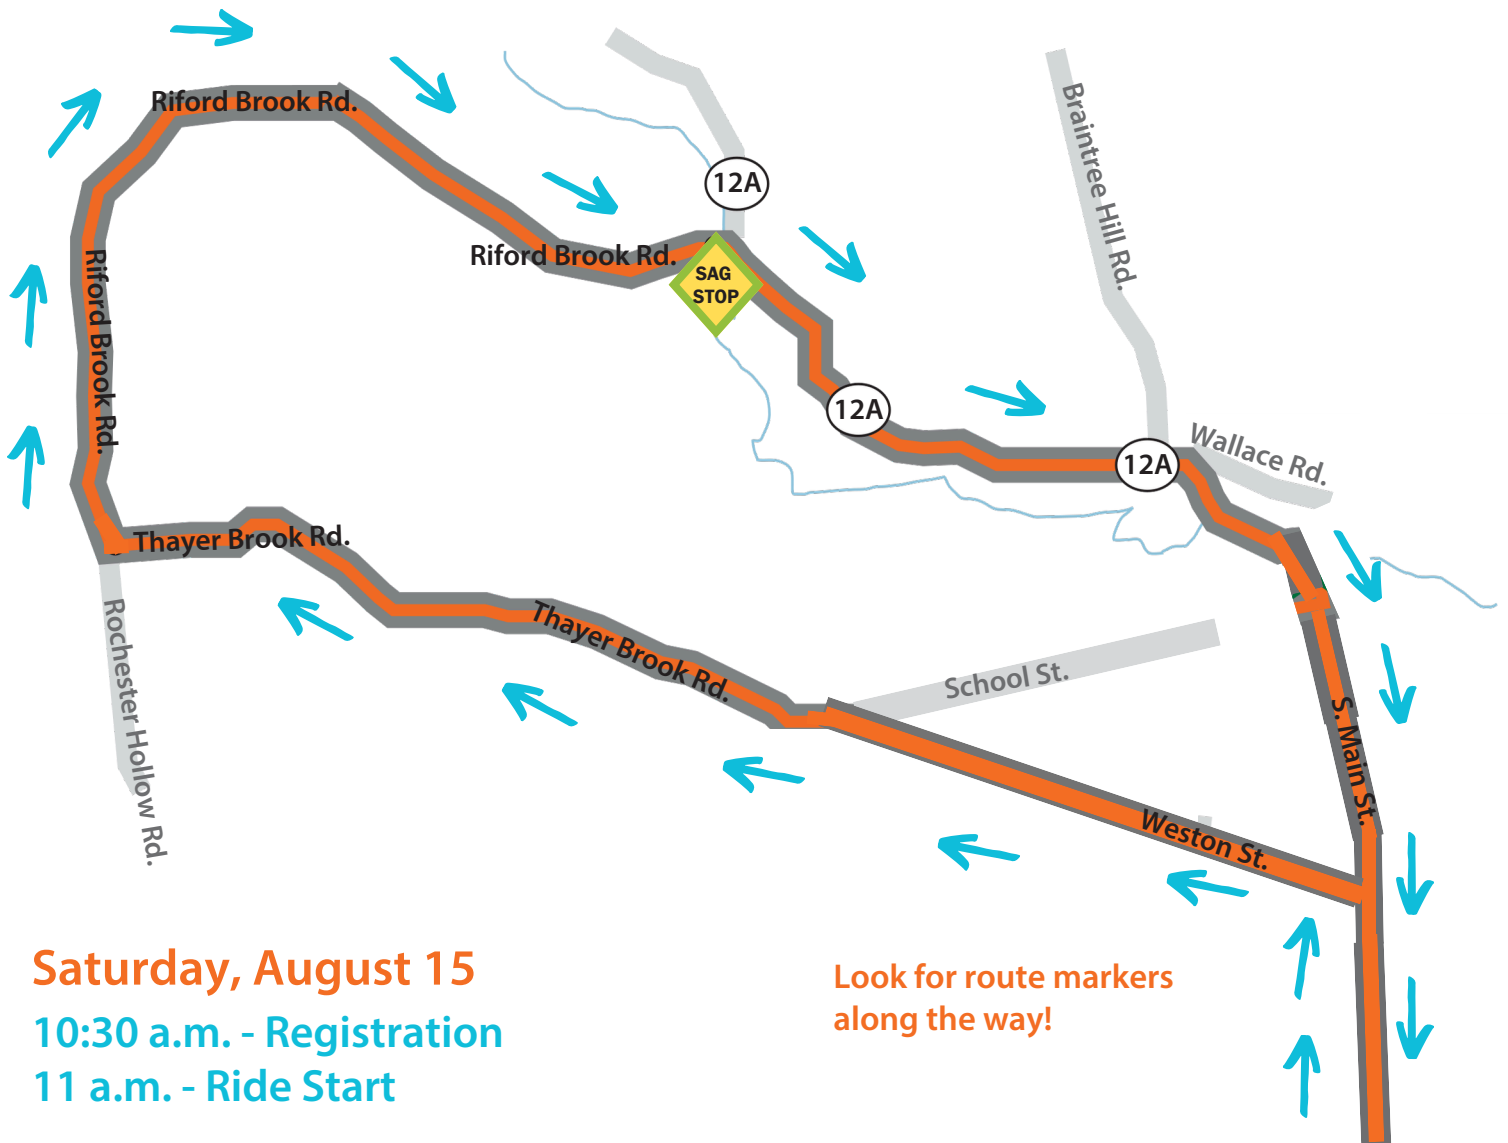 Riford Brook Rd.
Braintree Hill Rd.
12A
Riford Brook Rd.
SAG
STOP
Riford Brook Rd.
12A
12A
Wallace Rd.
Thayer Brook Rd.
Rochester Hollow Rd.
Thayer Brook Rd.
School St.
S. Main St.
Weston St.
Saturday, August 15
10:30 a.m. - Registration
11 a.m. - Ride Start
Look for route markers
along the way!